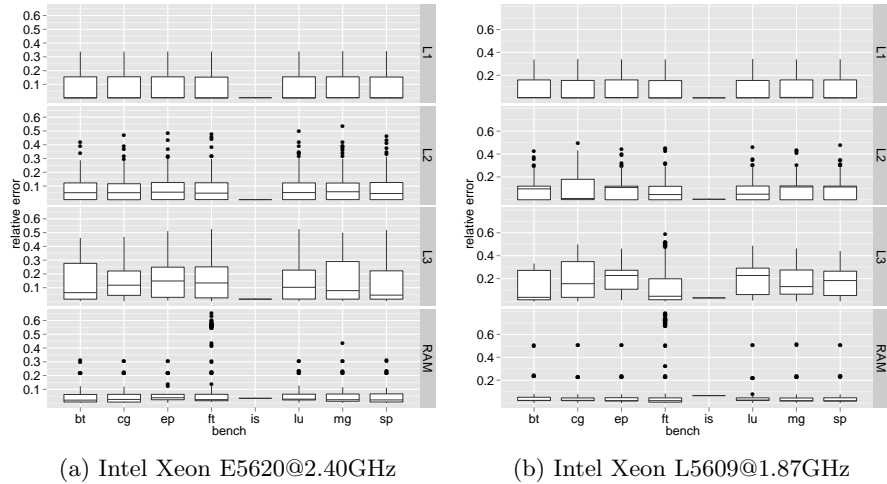 relative error
0.6
0.5
0.4
0.3
0.2
0.1
L1
0.6
0.5
0.4
0.3
0.2
0.1
L2
0.6
0.5
0.4
0.3
0.2
0.1
L3
0.6
0.5
0.4
0.3
0.2
0.1
RAM
bt cg ep ft is lu mg sp
bench
(a) Intel Xeon E5620@2.40GHz
relative error
0.6
0.4
0.2
L1
0.6
0.4
0.2
L2
0.6
0.4
0.2
L3
0.6
0.4
0.2
RAM
bt cg ep ft is lu mg sp
bench
(b) Intel Xeon L5609@1.87GHz